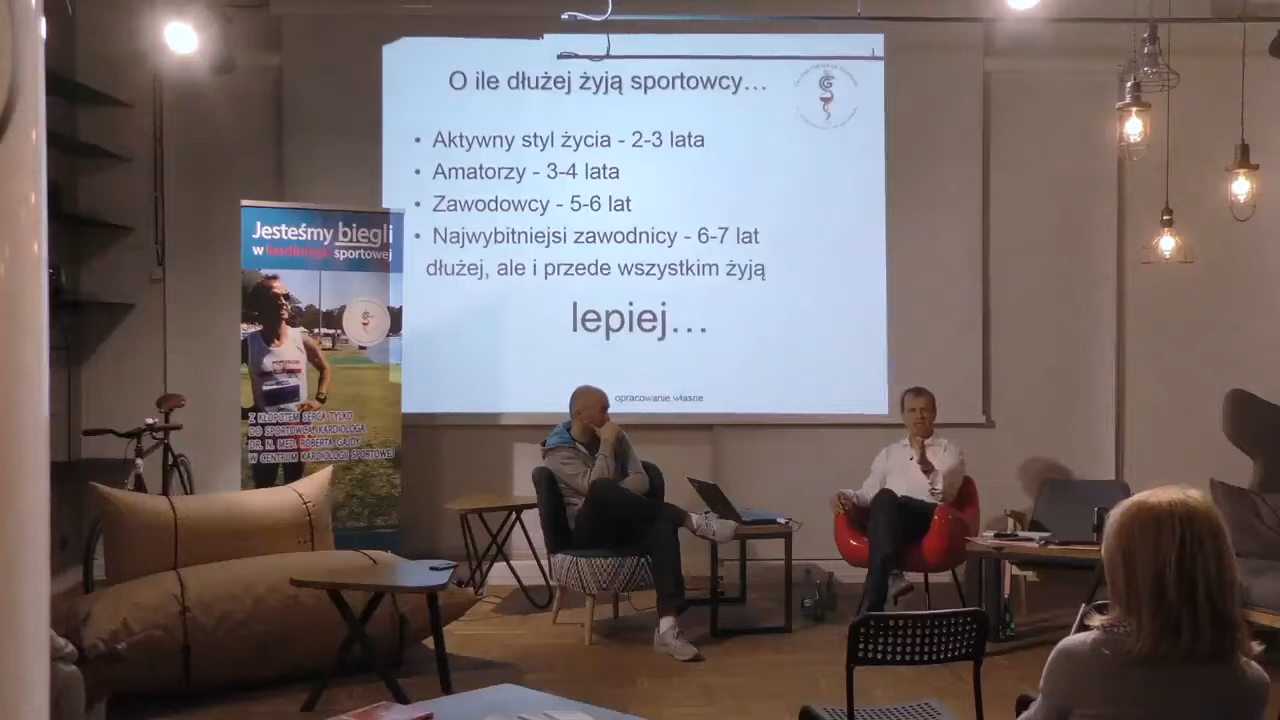 O ile dłużej żyją sportowcy…
• Aktywny styl życia - 2-3 lata
• Amatorzy - 3-4 lata
• Zawodowcy - 5-6 lat
• Najwybitniejsi zawodnicy - 6-7 lat
dłużej, ale i przede wszystkim żyją
lepiej…
opracowanie własne
Jesteśmy biegli
w kardiologii sportowej
Z KŁOPOTEM SERCA TYLKO
DO SPORTOWCA, KARDIOLOGA
DR. N. MED. ROBERTA GAJDY
W CENTRUM KARDIOLOGII SPORTOWEJ